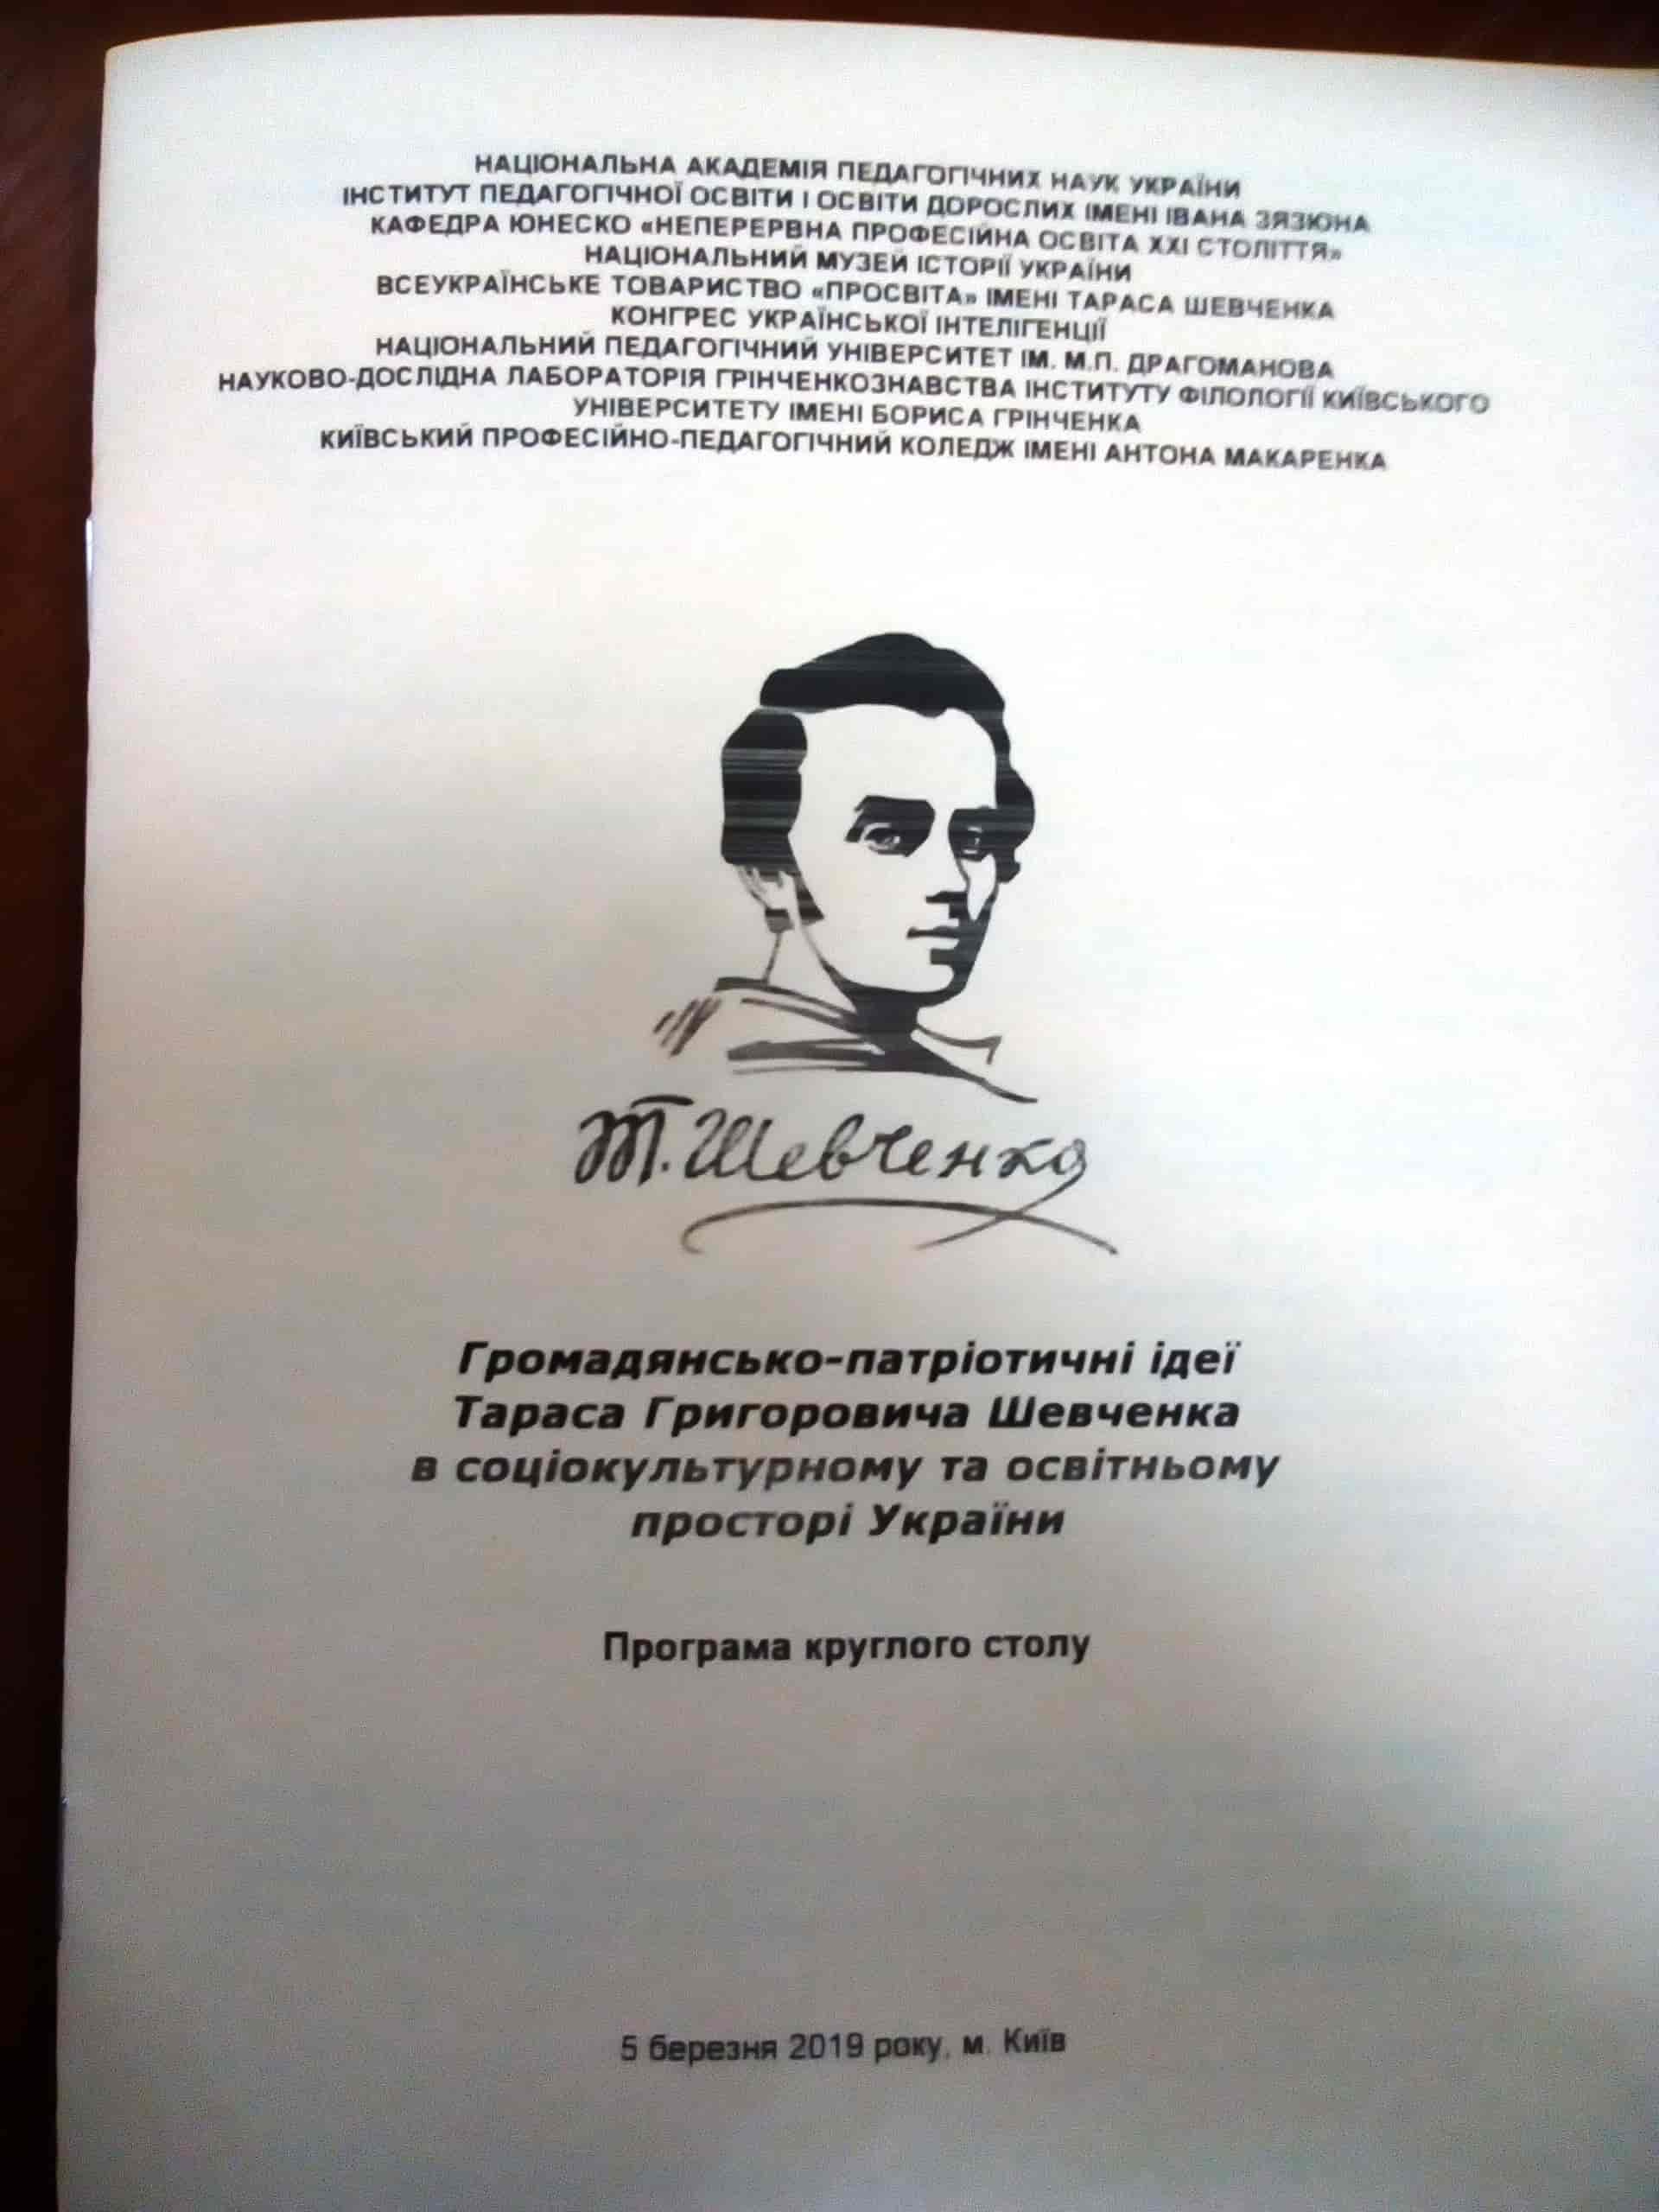 НАЦІОНАЛЬНА АКАДЕМІЯ ПЕДАГОГІЧНИХ НАУК УКРАЇНИ
ІНСТИТУТ ПЕДАГОГІЧНОЇ ОСВІТИ І ОСВІТИ ДОРОСЛИХ ІМЕНІ ІВАНА ЗЯЗЮНА
КАФЕДРА ЮНЕСКО «НЕПЕРЕРВНА ПРОФЕСІЙНА ОСВІТА ХХІ СТОЛІТТЯ»
НАЦІОНАЛЬНИЙ МУЗЕЙ ІСТОРІЇ УКРАЇНИ
ВСЕУКРАЇНСЬКЕ ТОВАРИСТВО «ПРОСВІТА» ІМЕНІ ТАРАСА ШЕВЧЕНКА
КОНГРЕС УКРАЇНСЬКОЇ ІНТЕЛІГЕНЦІЇ
НАЦІОНАЛЬНИЙ ПЕДАГОГІЧНИЙ УНІВЕРСИТЕТ ІМ. М.П. ДРАГОМАНОВА
НАУКОВО-ДОСЛІДНА ЛАБОРАТОРІЯ ГРІНЧЕНКОЗНАВСТВА ІНСТИТУТУ ФІЛОЛОГІЇ КИЇВСЬКОГО
УНІВЕРСИТЕТУ ІМЕНІ БОРИСА ГРІНЧЕНКА
КИЇВСЬКИЙ ПРОФЕСІЙНО-ПЕДАГОГІЧНИЙ КОЛЕДЖ ІМЕНІ АНТОНА МАКАРЕНКА
Т. Шевченко
Громадянсько-патріотичні ідеї
Тараса Григоровича Шевченка
в соціокультурному та освітньому
просторі України
Програма круглого столу
5 березня 2019 року, м. Київ